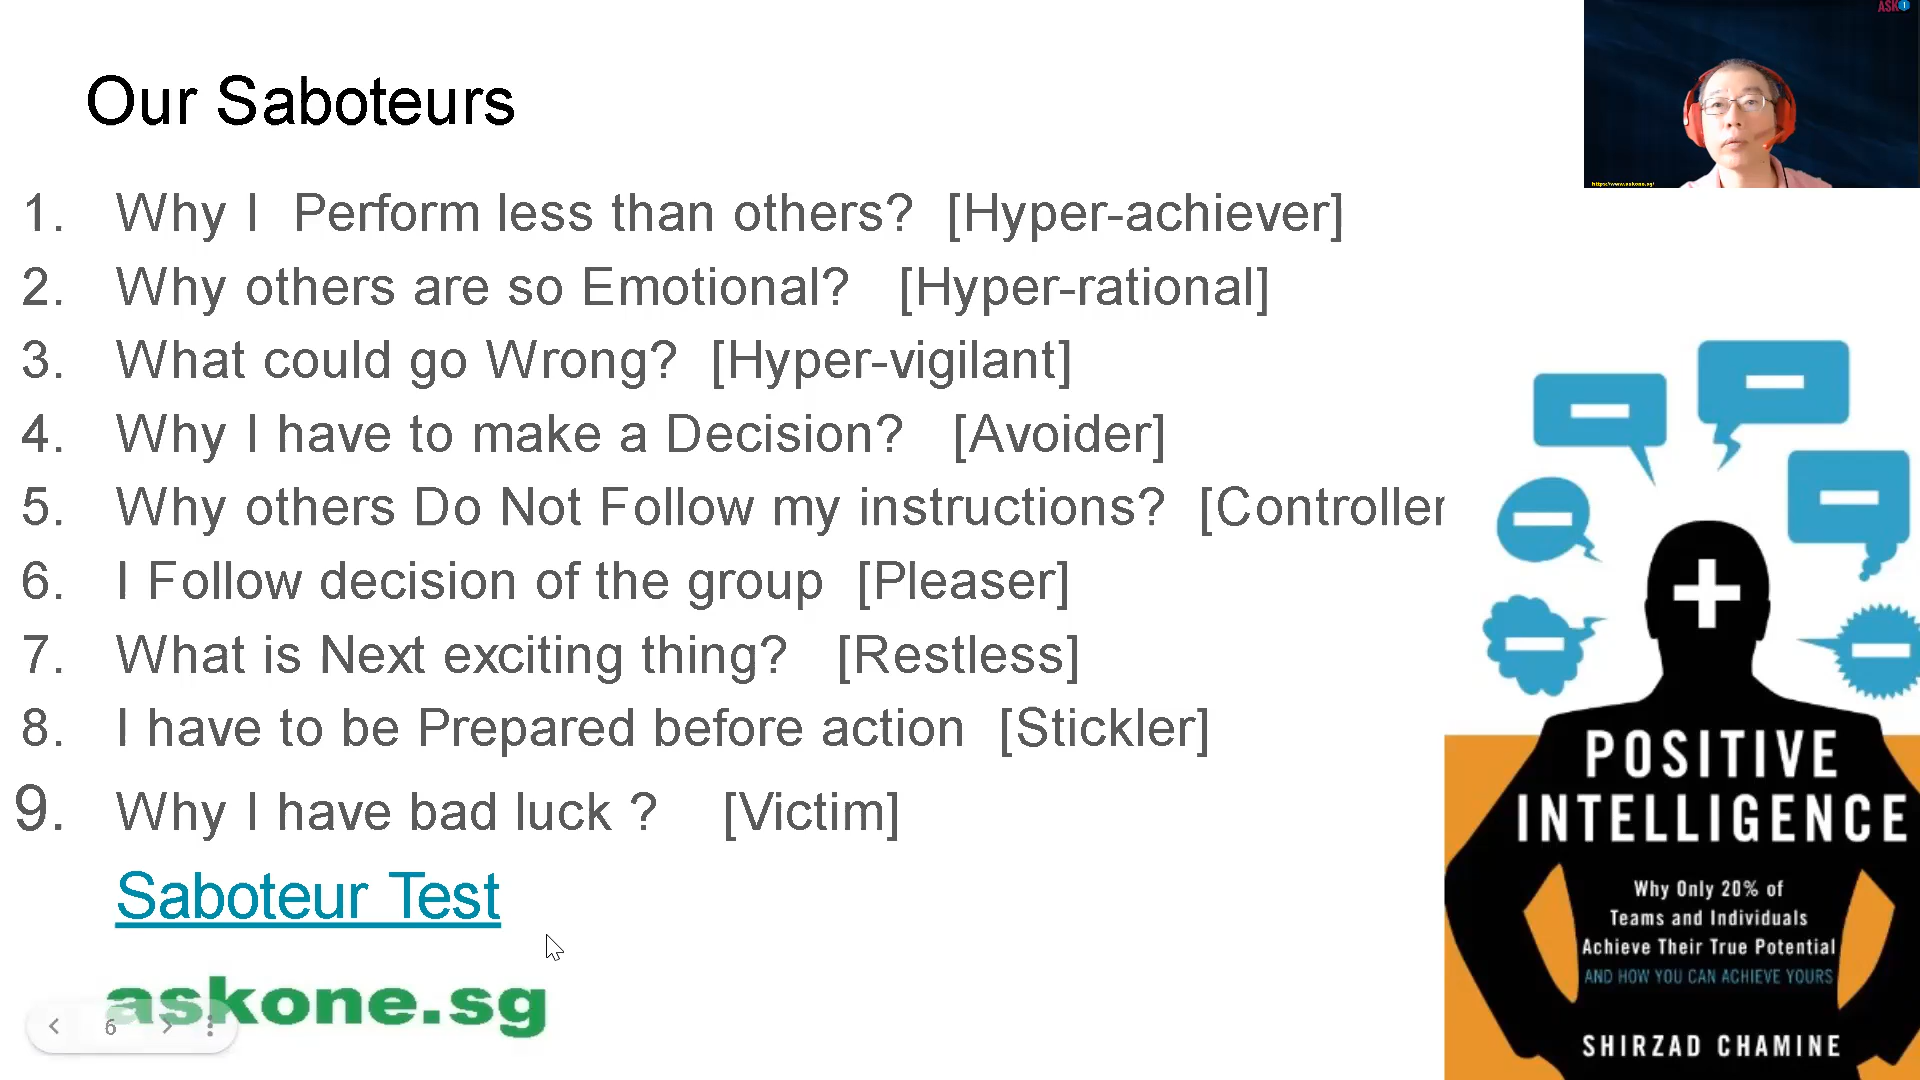 Our Saboteurs
ASK1
https://www.askone.sg/
1. Why I Perform less than others? [Hyper-achiever]
2. Why others are so Emotional? [Hyper-rational]
3. What could go Wrong? [Hyper-vigilant]
4. Why I have to make a Decision? [Avoider]
5. Why others Do Not Follow my instructions? [Controller
6. I Follow decision of the group [Pleaser]
7. What is Next exciting thing? [Restless]
8. I have to be Prepared before action [Stickler]
9. Why I have bad luck ? [Victim]
Saboteur Test
askone.sg
6
POSITIVE
INTELLIGENCE
Why Only 20% of
Teams and Individuals
Achieve Their True Potential
AND HOW YOU CAN ACHIEVE YOURS
SHIRZAD CHAMINE